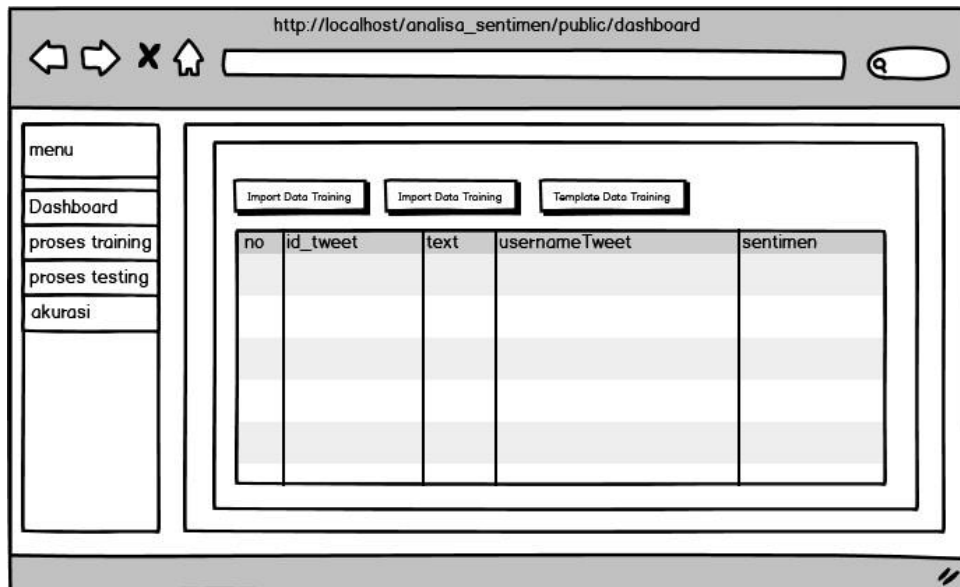 http://localhost/analisa_sentimen/public/dashboard
menu
Dashboard
proses training
proses testing
akurasi
Import Data Training Import Data Training Template Data Training
no id_tweet text usernameTweet sentimen